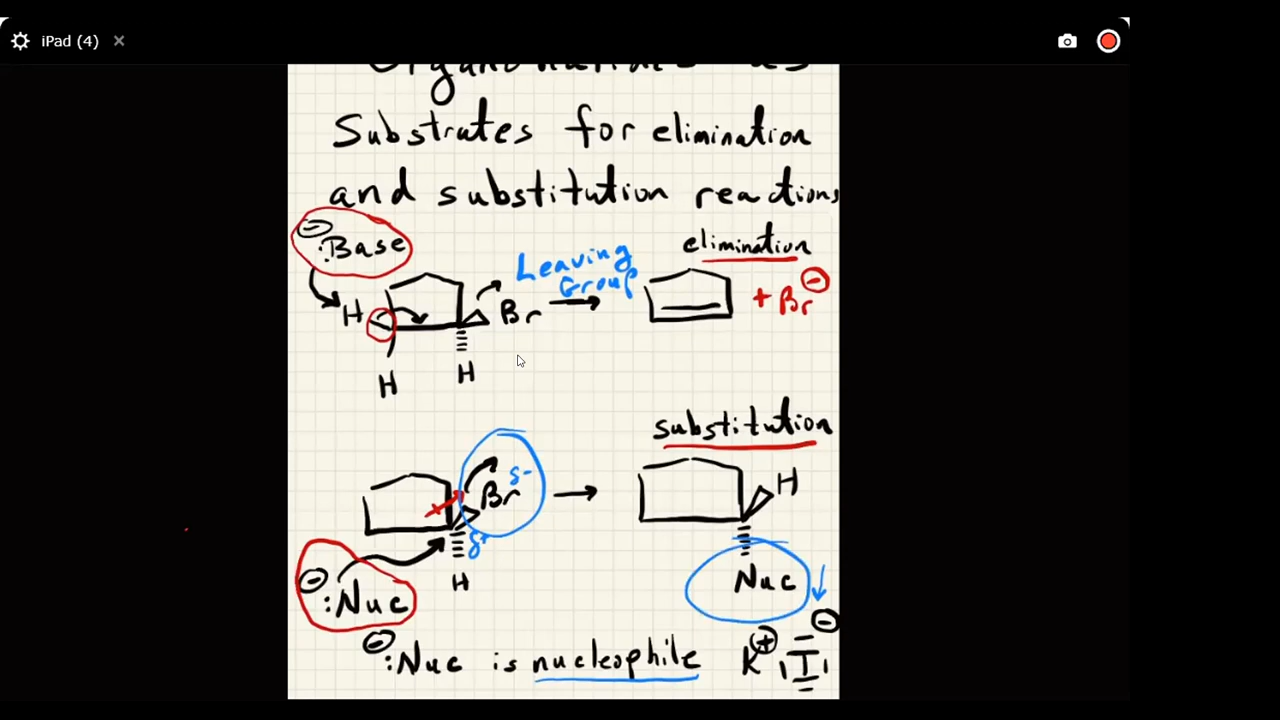 iPad (4)
Substrates for elimination
and substitution reactions
⊖ :Base
elimination
Leaving
Group
H
Br
+ Br ⊖
H
H
substitution
δ-
Br
H
δ+
H
⊖ :Nuc
Nuc
⊖ :Nuc is nucleophile K⊕ I ⊖